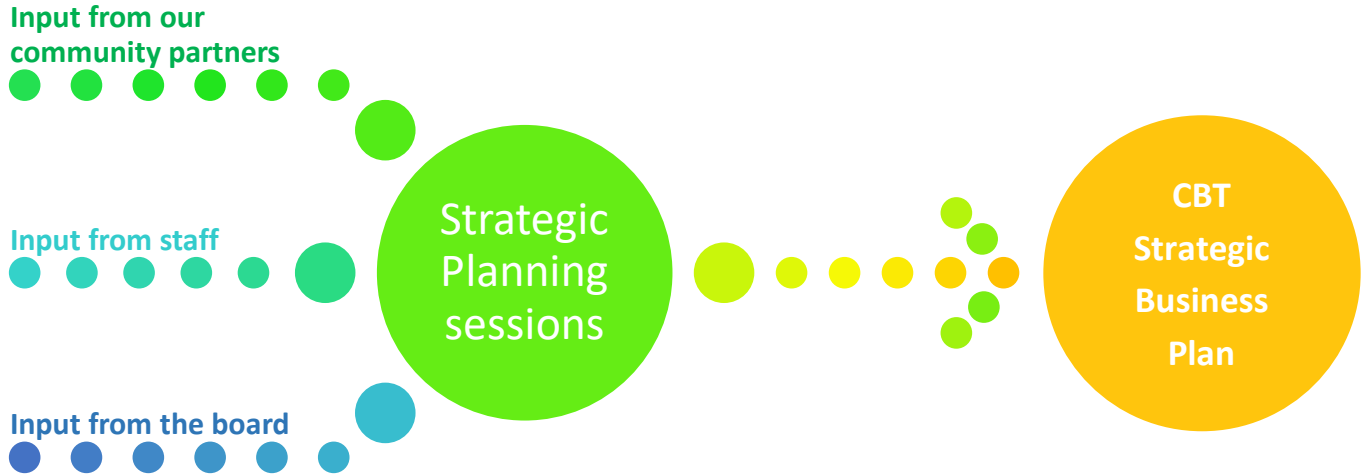 Input from our
community partners
Input from staff
Input from the board
Strategic
Planning
sessions
CBT
Strategic
Business
Plan